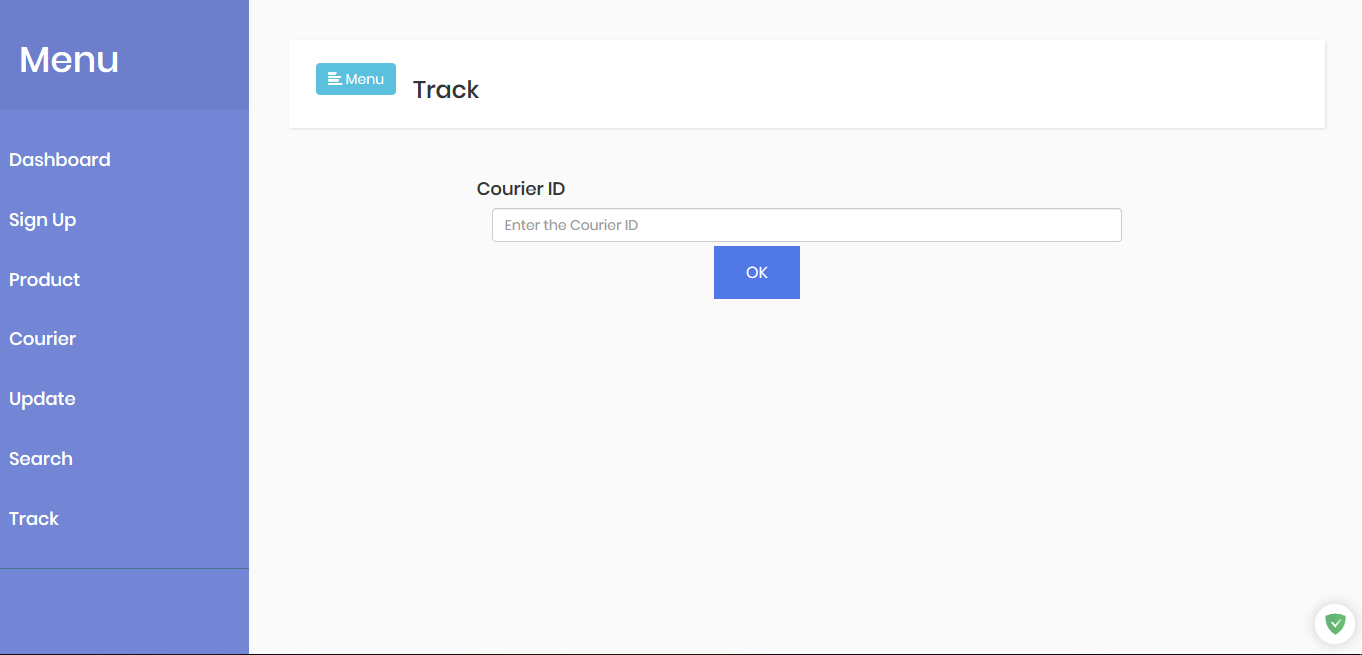 Menu
Dashboard
Sign Up
Product
Courier
Update
Search
Track
Menu
Track
Courier ID
Enter the Courier ID
OK